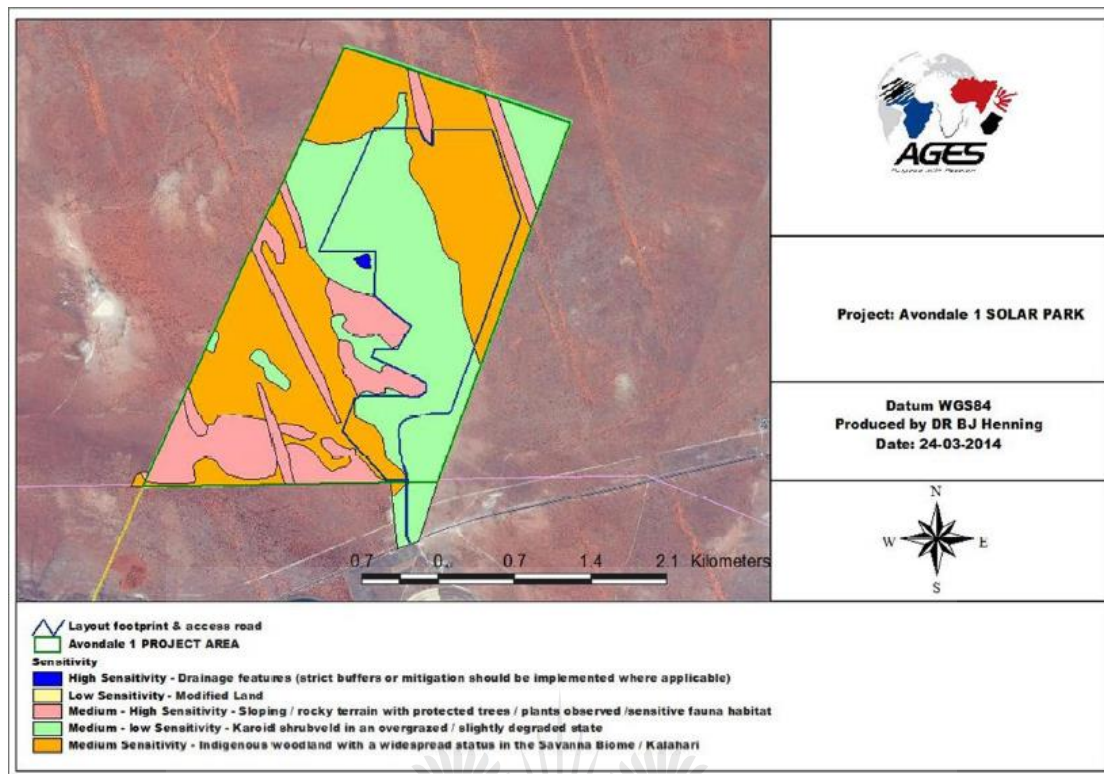 AGES
Project: Avondale 1 SOLAR PARK
Datum WGS84
Produced by DR BJ Henning
Date: 24-03-2014
N
W E
S
0.7 0. 0.7 1.4 2.1 Kilometers
Layout footprint & access road
Avondale 1 PROJECT AREA
Sensitivity
High Sensitivity - Drainage features (strict buffers or mitigation should be implemented where applicable)
Low Sensitivity - Modified Land
Medium - High Sensitivity - Sloping / rocky terrain with protected trees / plants observed /sensitive fauna habitat
Medium - low Sensitivity - Karoid shrubveld in an overgrazed / slightly degraded state
Medium Sensitivity - Indigenous woodland with a widespread status in the Savanna Biome / Kalahari